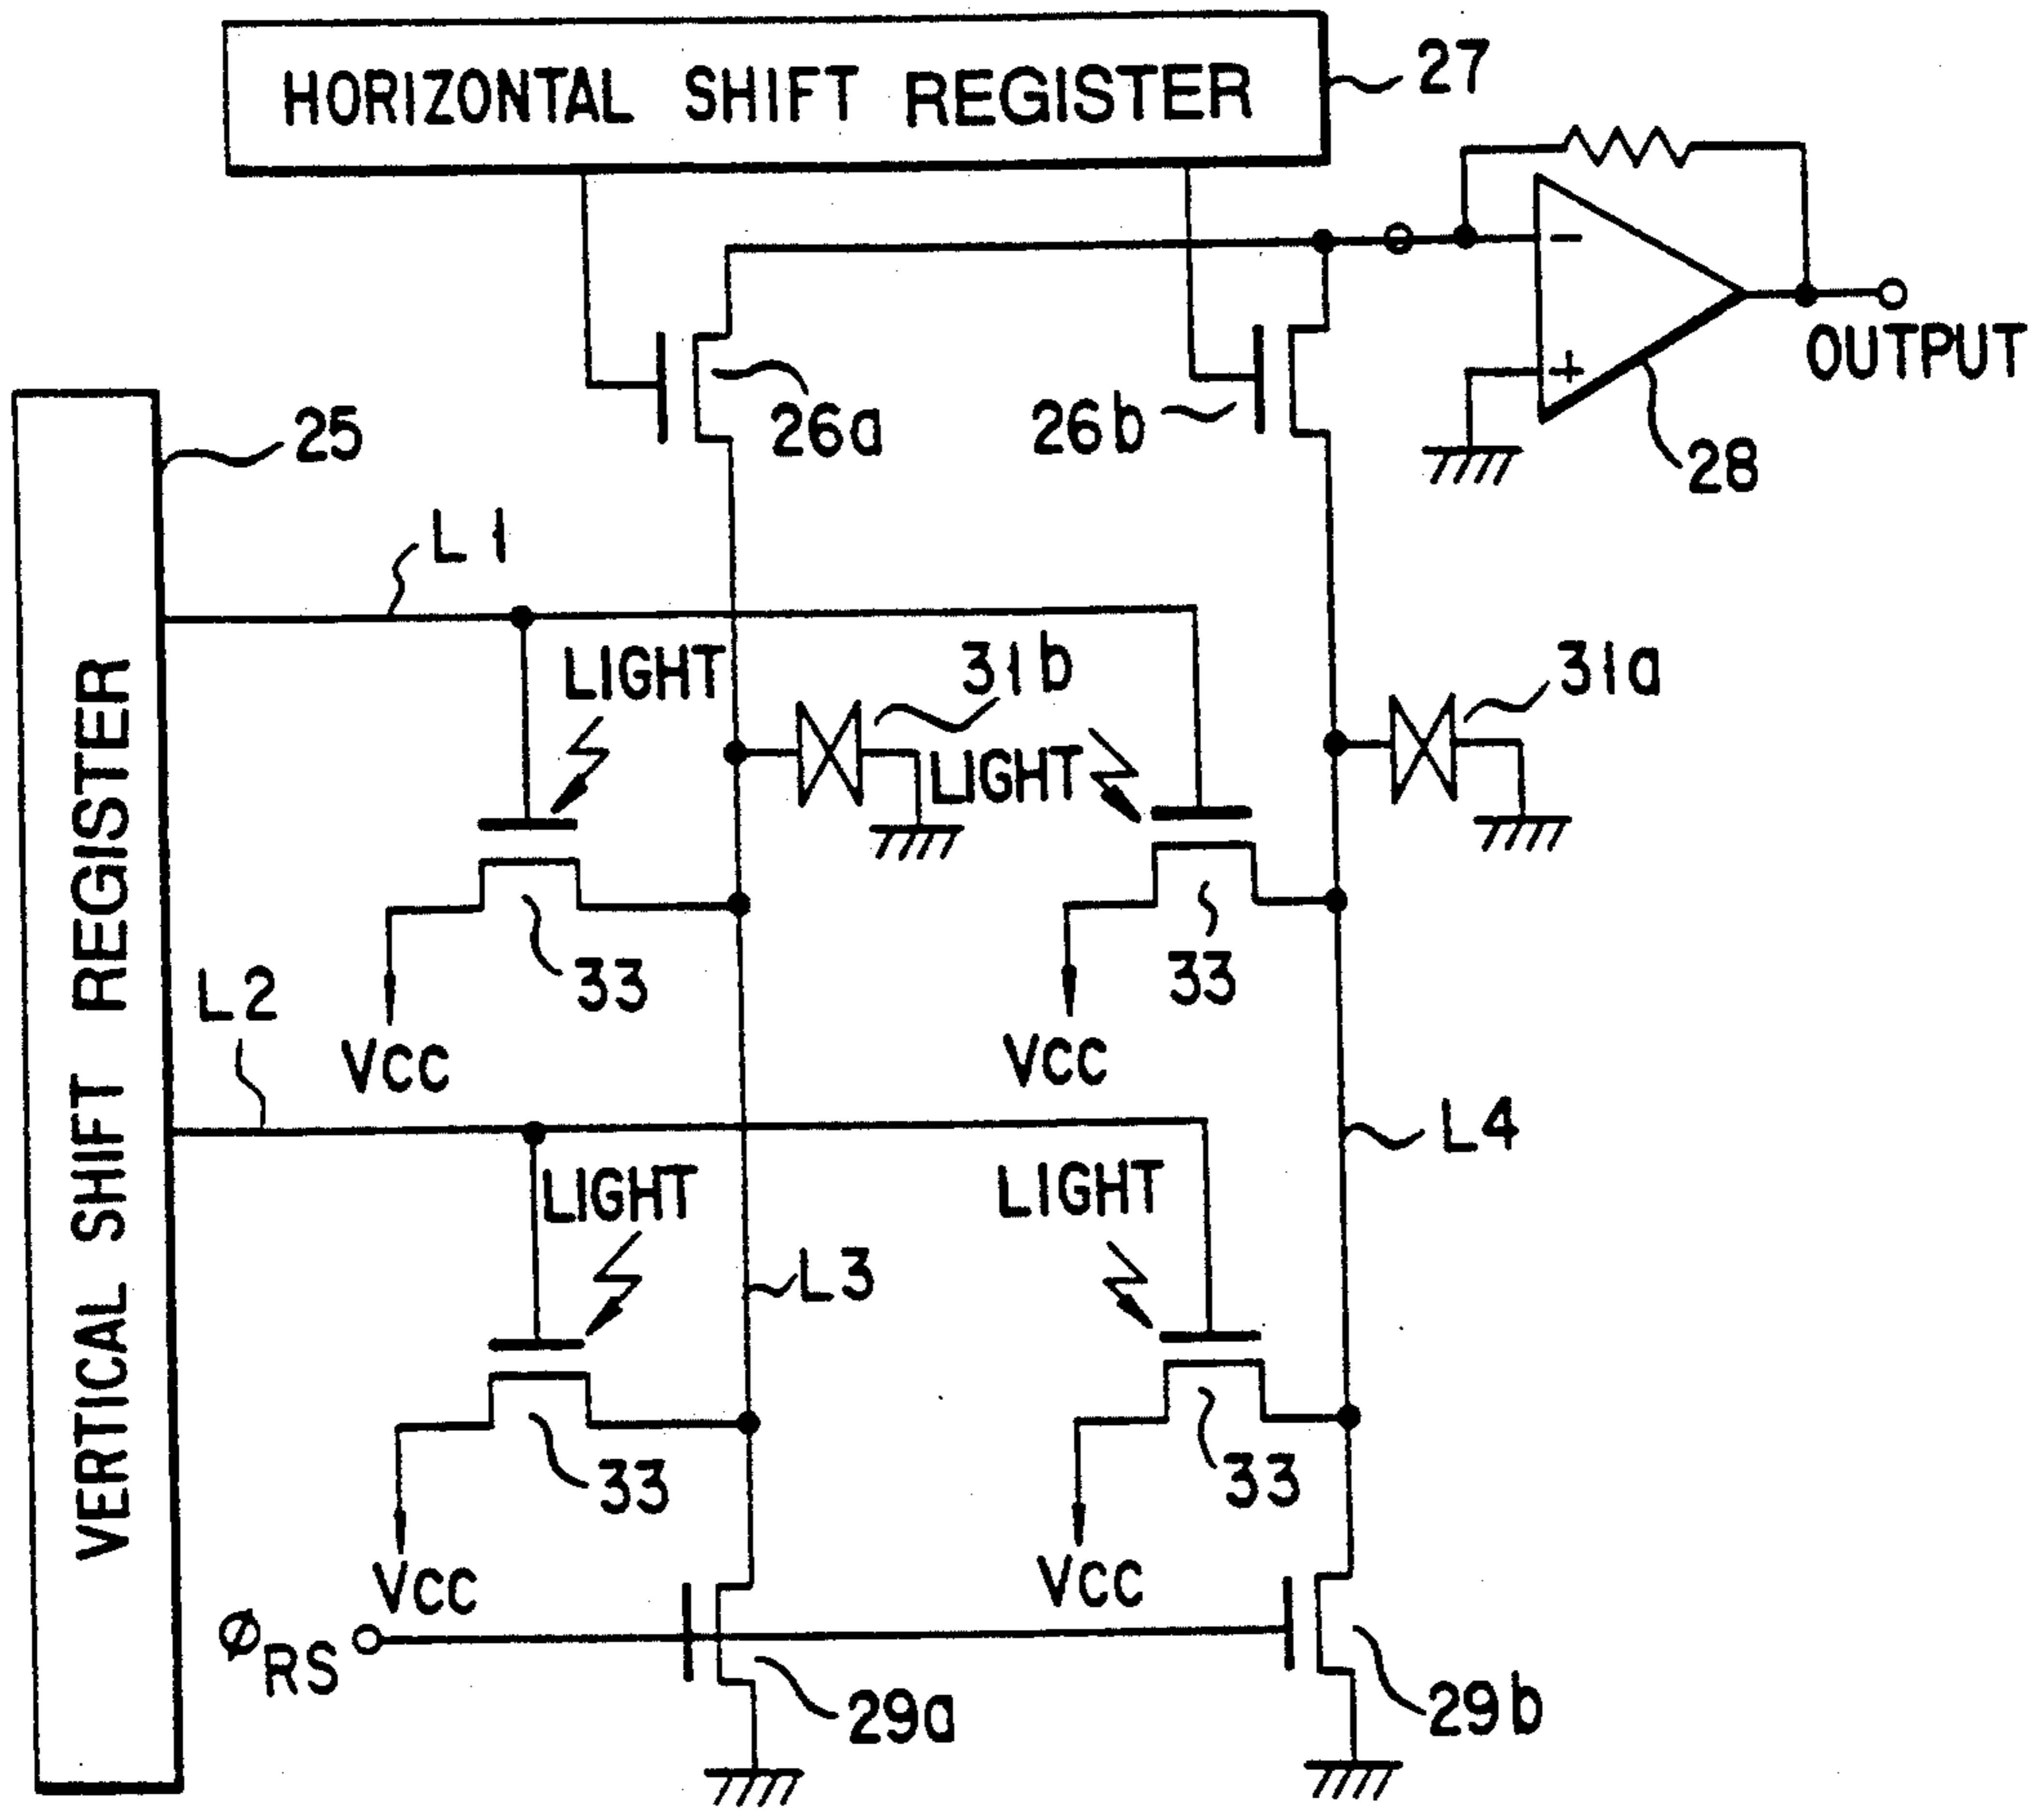 HORIZONTAL SHIFT REGISTER
27
−
+
OUTPUT
28
26a
26b
25
L1
LIGHT
31b
31a
LIGHT
33
33
VCC
VCC
L2
L4
LIGHT
LIGHT
L3
33
33
VCC
VCC
VERTICAL SHIFT REGISTER
ØRS
29a
29b